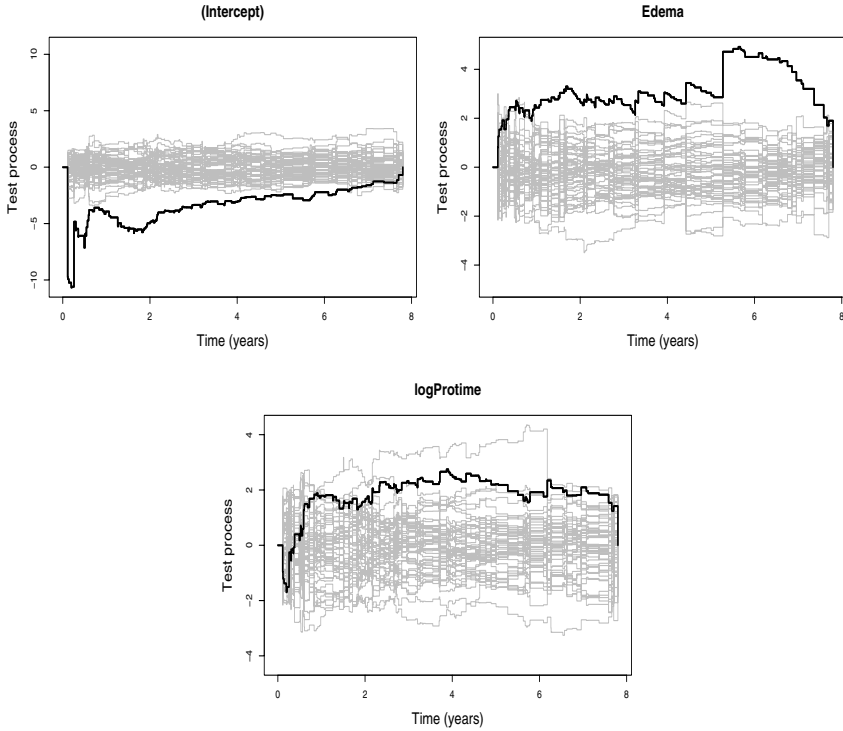 (Intercept)
Test process
10
5
0
−5
−10
0 2 4 6 8
Time (years)
Edema
Test process
4
2
0
−2
−4
0 2 4 6 8
Time (years)
logProtime
Test process
4
2
0
−2
−4
0 2 4 6 8
Time (years)